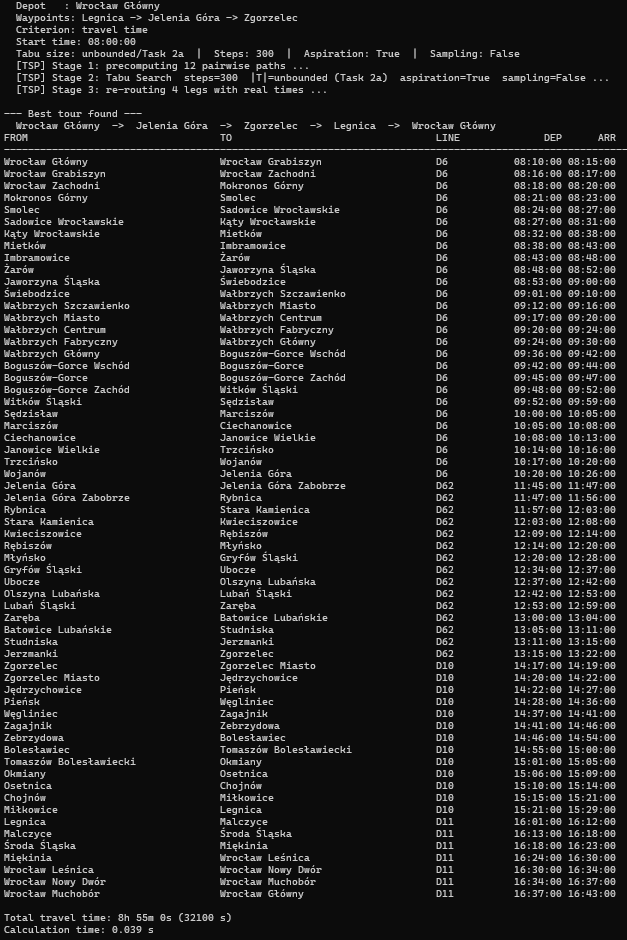 Depot   : Wrocław Główny
Waypoints: Legnica -> Jelenia Góra -> Zgorzelec
Criterion: travel time
Start time: 08:00:00
Tabu size: unbounded/Task 2a  |  Steps: 300  |  Aspiration: True  |  Sampling: False
[TSP] Stage 1: precomputing 12 pairwise paths ...
[TSP] Stage 2: Tabu Search  steps=300  |T|=unbounded (Task 2a)  aspiration=True  sampling=False ...
[TSP] Stage 3: re-routing 4 legs with real times ...
--- Best tour found ---
Wrocław Główny  ->  Jelenia Góra  ->  Zgorzelec  ->  Legnica  ->  Wrocław Główny
FROM TO LINE DEP ARR
Wrocław Główny Wrocław Grabiszyn D6 08:10:00 08:15:00
Wrocław Grabiszyn Wrocław Zachodni D6 08:16:00 08:17:00
Wrocław Zachodni Mokronos Górny D6 08:18:00 08:20:00
Mokronos Górny Smolec D6 08:21:00 08:23:00
Smolec Sadowice Wrocławskie D6 08:24:00 08:27:00
Sadowice Wrocławskie Kąty Wrocławskie D6 08:27:00 08:31:00
Kąty Wrocławskie Mietków D6 08:32:00 08:38:00
Mietków Imbramowice D6 08:38:00 08:43:00
Imbramowice Żarów D6 08:43:00 08:48:00
Żarów Jaworzyna Śląska D6 08:48:00 08:52:00
Jaworzyna Śląska Świebodzice D6 08:53:00 09:00:00
Świebodzice Wałbrzych Szczawienko D6 09:01:00 09:10:00
Wałbrzych Szczawienko Wałbrzych Miasto D6 09:12:00 09:16:00
Wałbrzych Miasto Wałbrzych Centrum D6 09:17:00 09:20:00
Wałbrzych Centrum Wałbrzych Fabryczny D6 09:20:00 09:24:00
Wałbrzych Fabryczny Wałbrzych Główny D6 09:24:00 09:30:00
Wałbrzych Główny Boguszów-Gorce Wschód D6 09:36:00 09:42:00
Boguszów-Gorce Wschód Boguszów-Gorce D6 09:42:00 09:44:00
Boguszów-Gorce Boguszów-Gorce Zachód D6 09:45:00 09:47:00
Boguszów-Gorce Zachód Witków Śląski D6 09:48:00 09:52:00
Witków Śląski Sędzisław D6 09:52:00 09:59:00
Sędzisław Marciszów D6 10:00:00 10:05:00
Marciszów Ciechanowice D6 10:05:00 10:08:00
Ciechanowice Janowice Wielkie D6 10:08:00 10:13:00
Janowice Wielkie Trzcińsko D6 10:14:00 10:16:00
Trzcińsko Wojanów D6 10:17:00 10:20:00
Wojanów Jelenia Góra D6 10:20:00 10:26:00
Jelenia Góra Jelenia Góra Zabobrze D62 11:45:00 11:47:00
Jelenia Góra Zabobrze Rybnica D62 11:47:00 11:56:00
Rybnica Stara Kamienica D62 11:57:00 12:03:00
Stara Kamienica Kwieciszowice D62 12:03:00 12:08:00
Kwieciszowice Rębiszów D62 12:09:00 12:14:00
Rębiszów Młyńsko D62 12:14:00 12:20:00
Młyńsko Gryfów Śląski D62 12:20:00 12:28:00
Gryfów Śląski Ubocze D62 12:34:00 12:37:00
Ubocze Olszyna Lubańska D62 12:37:00 12:42:00
Olszyna Lubańska Lubań Śląski D62 12:42:00 12:53:00
Lubań Śląski Zaręba D62 12:53:00 12:59:00
Zaręba Batowice Lubańskie D62 13:00:00 13:04:00
Batowice Lubańskie Studniska D62 13:05:00 13:11:00
Studniska Jerzmanki D62 13:11:00 13:15:00
Jerzmanki Zgorzelec D62 13:15:00 13:22:00
Zgorzelec Zgorzelec Miasto D10 14:17:00 14:19:00
Zgorzelec Miasto Jędrzychowice D10 14:20:00 14:22:00
Jędrzychowice Pieńsk D10 14:22:00 14:27:00
Pieńsk Węgliniec D10 14:28:00 14:36:00
Węgliniec Zagajnik D10 14:37:00 14:41:00
Zagajnik Zebrzydowa D10 14:41:00 14:46:00
Zebrzydowa Bolesławiec D10 14:46:00 14:54:00
Bolesławiec Tomaszów Bolesławiecki D10 14:55:00 15:00:00
Tomaszów Bolesławiecki Okmiany D10 15:01:00 15:05:00
Okmiany Osetnica D10 15:06:00 15:09:00
Osetnica Chojnów D10 15:10:00 15:14:00
Chojnów Miłkowice D10 15:15:00 15:21:00
Miłkowice Legnica D10 15:21:00 15:29:00
Legnica Malczyce D11 16:01:00 16:12:00
Malczyce Środa Śląska D11 16:13:00 16:18:00
Środa Śląska Miękinia D11 16:18:00 16:23:00
Miękinia Wrocław Leśnica D11 16:24:00 16:30:00
Wrocław Leśnica Wrocław Nowy Dwór D11 16:30:00 16:34:00
Wrocław Nowy Dwór Wrocław Muchobór D11 16:34:00 16:37:00
Wrocław Muchobór Wrocław Główny D11 16:37:00 16:43:00
Total travel time: 8h 55m 0s (32100 s)
Calculation time: 0.039 s